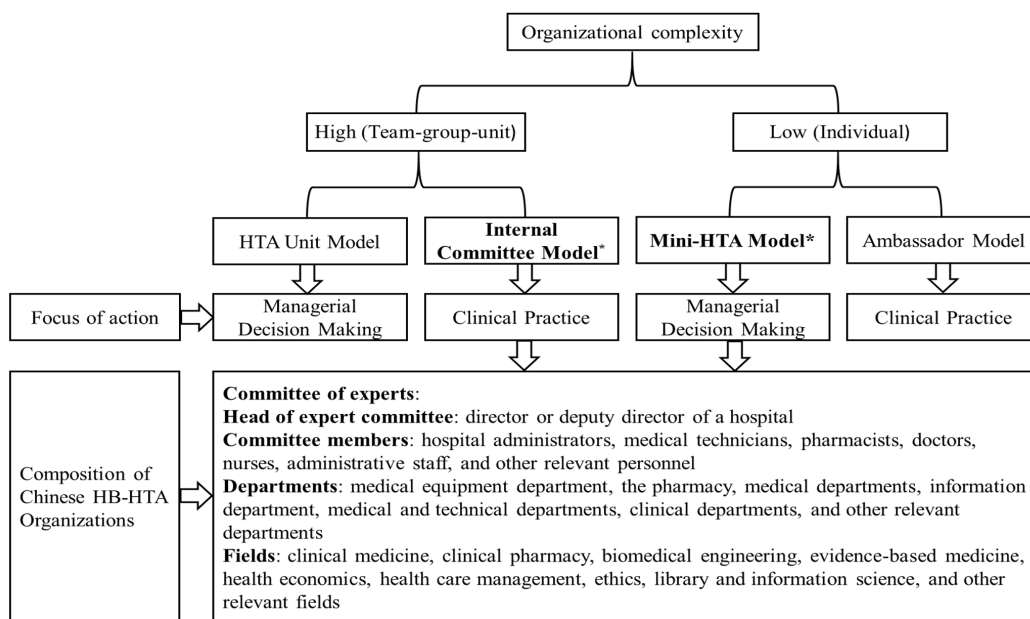 Organizational complexity
High (Team-group-unit)
Low (Individual)
HTA Unit Model
Internal
Committee Model*
Mini-HTA Model*
Ambassador Model
Focus of action
Managerial
Decision Making
Clinical Practice
Managerial
Decision Making
Clinical Practice
Composition of
Chinese HB-HTA
Organizations
Committee of experts:
Head of expert committee: director or deputy director of a hospital
Committee members: hospital administrators, medical technicians, pharmacists, doctors,
nurses, administrative staff, and other relevant personnel
Departments: medical equipment department, the pharmacy, medical departments, information
department, medical and technical departments, clinical departments, and other relevant
departments
Fields: clinical medicine, clinical pharmacy, biomedical engineering, evidence-based medicine,
health economics, health care management, ethics, library and information science, and other
relevant fields